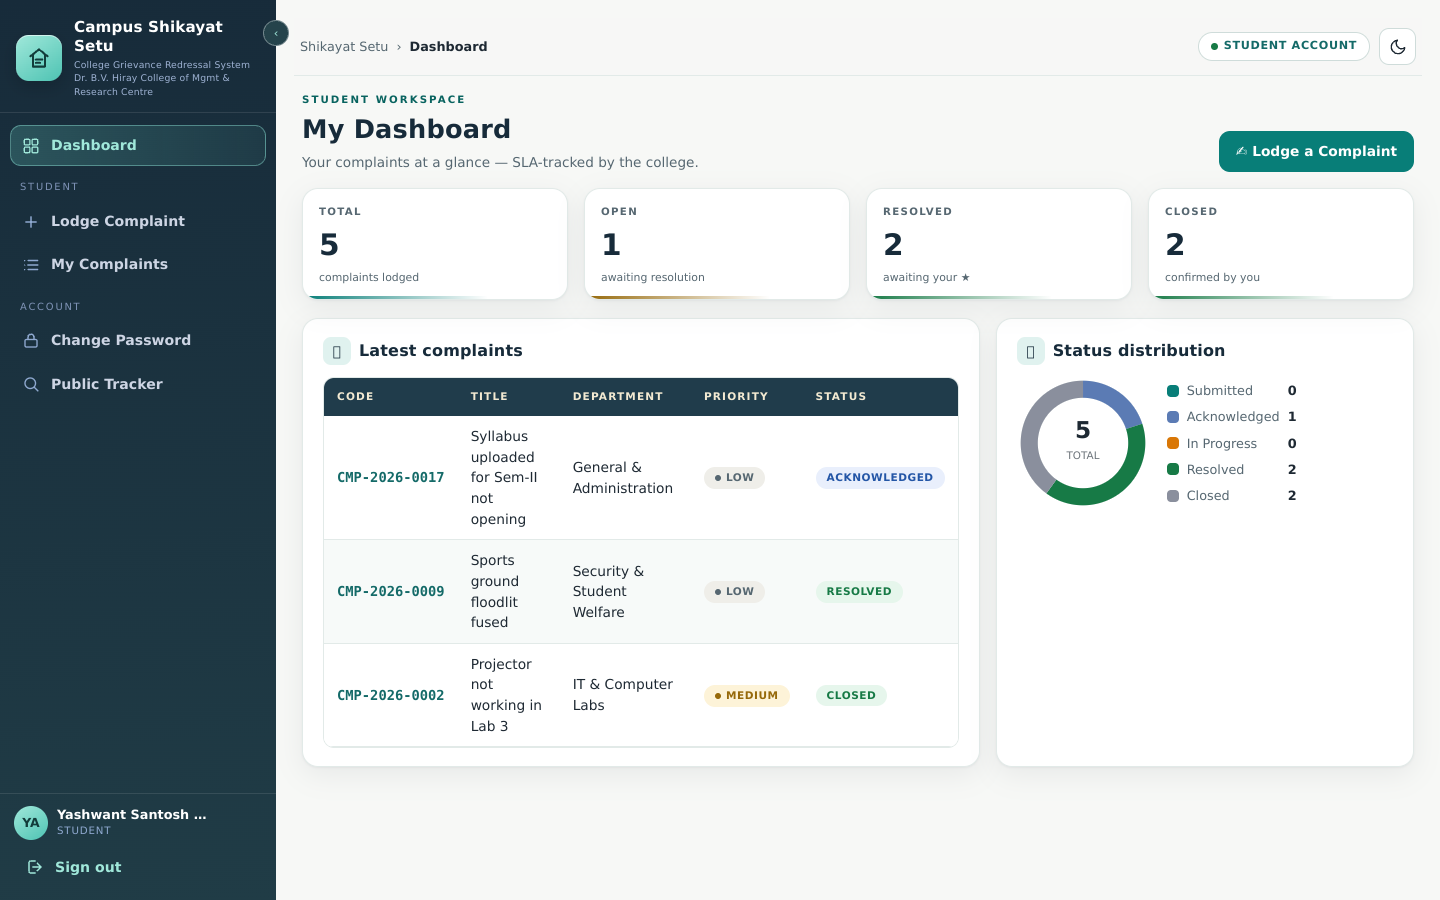 Campus Shikayat
Setu
College Grievance Redressal System
Dr. B.V. Hiray College of Mgmt &
Research Centre
Dashboard
STUDENT
Lodge Complaint
My Complaints
ACCOUNT
Change Password
Public Tracker
YA
Yashwant Santosh ...
STUDENT
Sign out
Shikayat Setu › Dashboard
STUDENT ACCOUNT
STUDENT WORKSPACE
My Dashboard
Your complaints at a glance — SLA-tracked by the college.
✍ Lodge a Complaint
TOTAL
5
complaints lodged
OPEN
1
awaiting resolution
RESOLVED
2
awaiting your ★
CLOSED
2
confirmed by you
Latest complaints
CODE TITLE DEPARTMENT PRIORITY STATUS
CMP-2026-0017
Syllabus
uploaded
for Sem-II
not
opening
General &
Administration
LOW
ACKNOWLEDGED
CMP-2026-0009
Sports
ground
floodlit
fused
Security &
Student
Welfare
LOW
RESOLVED
CMP-2026-0002
Projector
not
working in
Lab 3
IT & Computer
Labs
MEDIUM
CLOSED
Status distribution
5
TOTAL
Submitted 0
Acknowledged 1
In Progress 0
Resolved 2
Closed 2